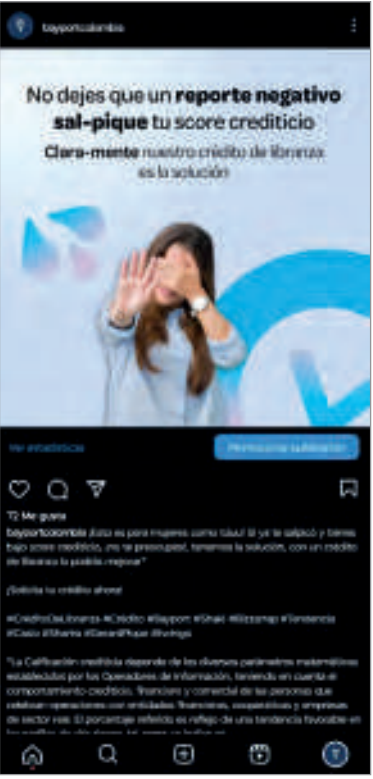 bayportcolombia
No dejes que un reporte negativo
sal-pique tu score crediticio
Clara-mente nuestro crédito de libranza
es la solución
Ver estadísticas
Promocionar publicación
72 Me gusta
bayportcolombia ¡Esto es para mujeres como tú! Si ya te salpicó y tienes
bajo score crediticio, ¡no te preocupes!, tenemos la solución, con un crédito
de libranza lo podrás mejorar*
¡Solicita tu crédito ahora!
#CréditoDeLibranza #Crédito #Bayport #Shaki #Bizzarrap #Tendencia
#Casio #Shakira #GerardPique #
*La Calificación crediticia depende de los diversos parámetros matemáticos
establecidos por los Operadores de Información, teniendo en cuenta el
comportamiento crediticio, financiero y comercial de las personas que
celebran operaciones con entidades financieras, cooperativas y empresas
de sector real. El porcentaje referido es reflejo de una tendencia favorable en